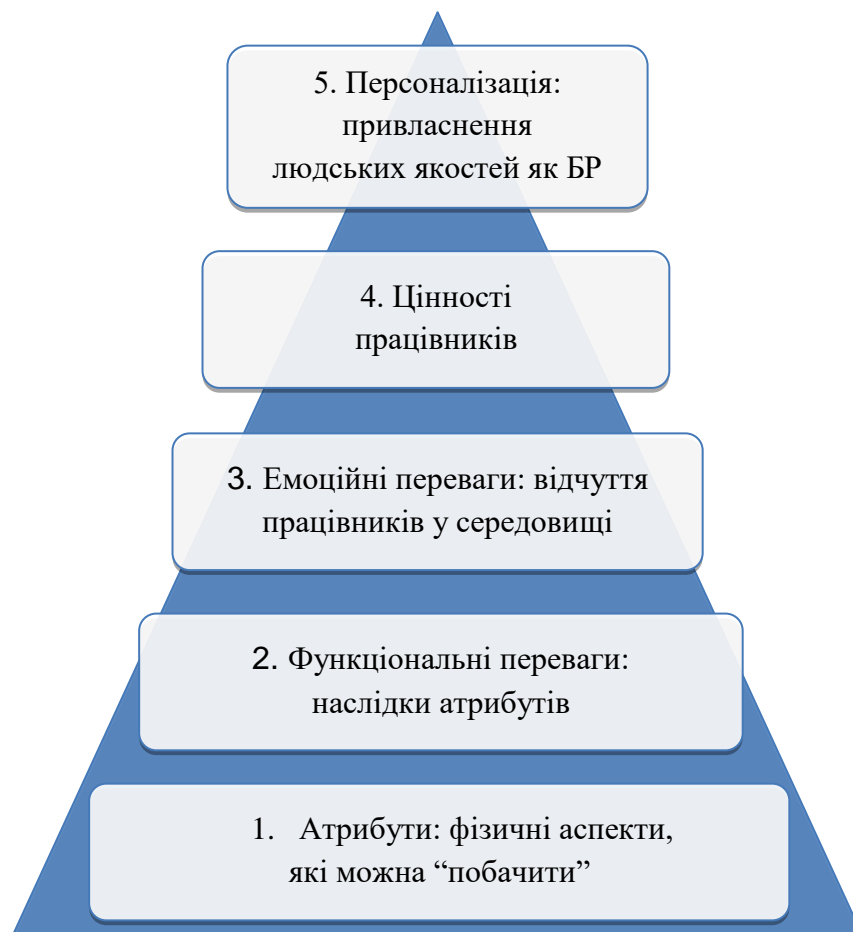 5. Персоналізація:
привласнення
людських якостей як БР
4. Цінності
працівників
3. Емоційні переваги: відчуття
працівників у середовищі
2. Функціональні переваги:
наслідки атрибутів
1. Атрибути: фізичні аспекти,
які можна “побачити”